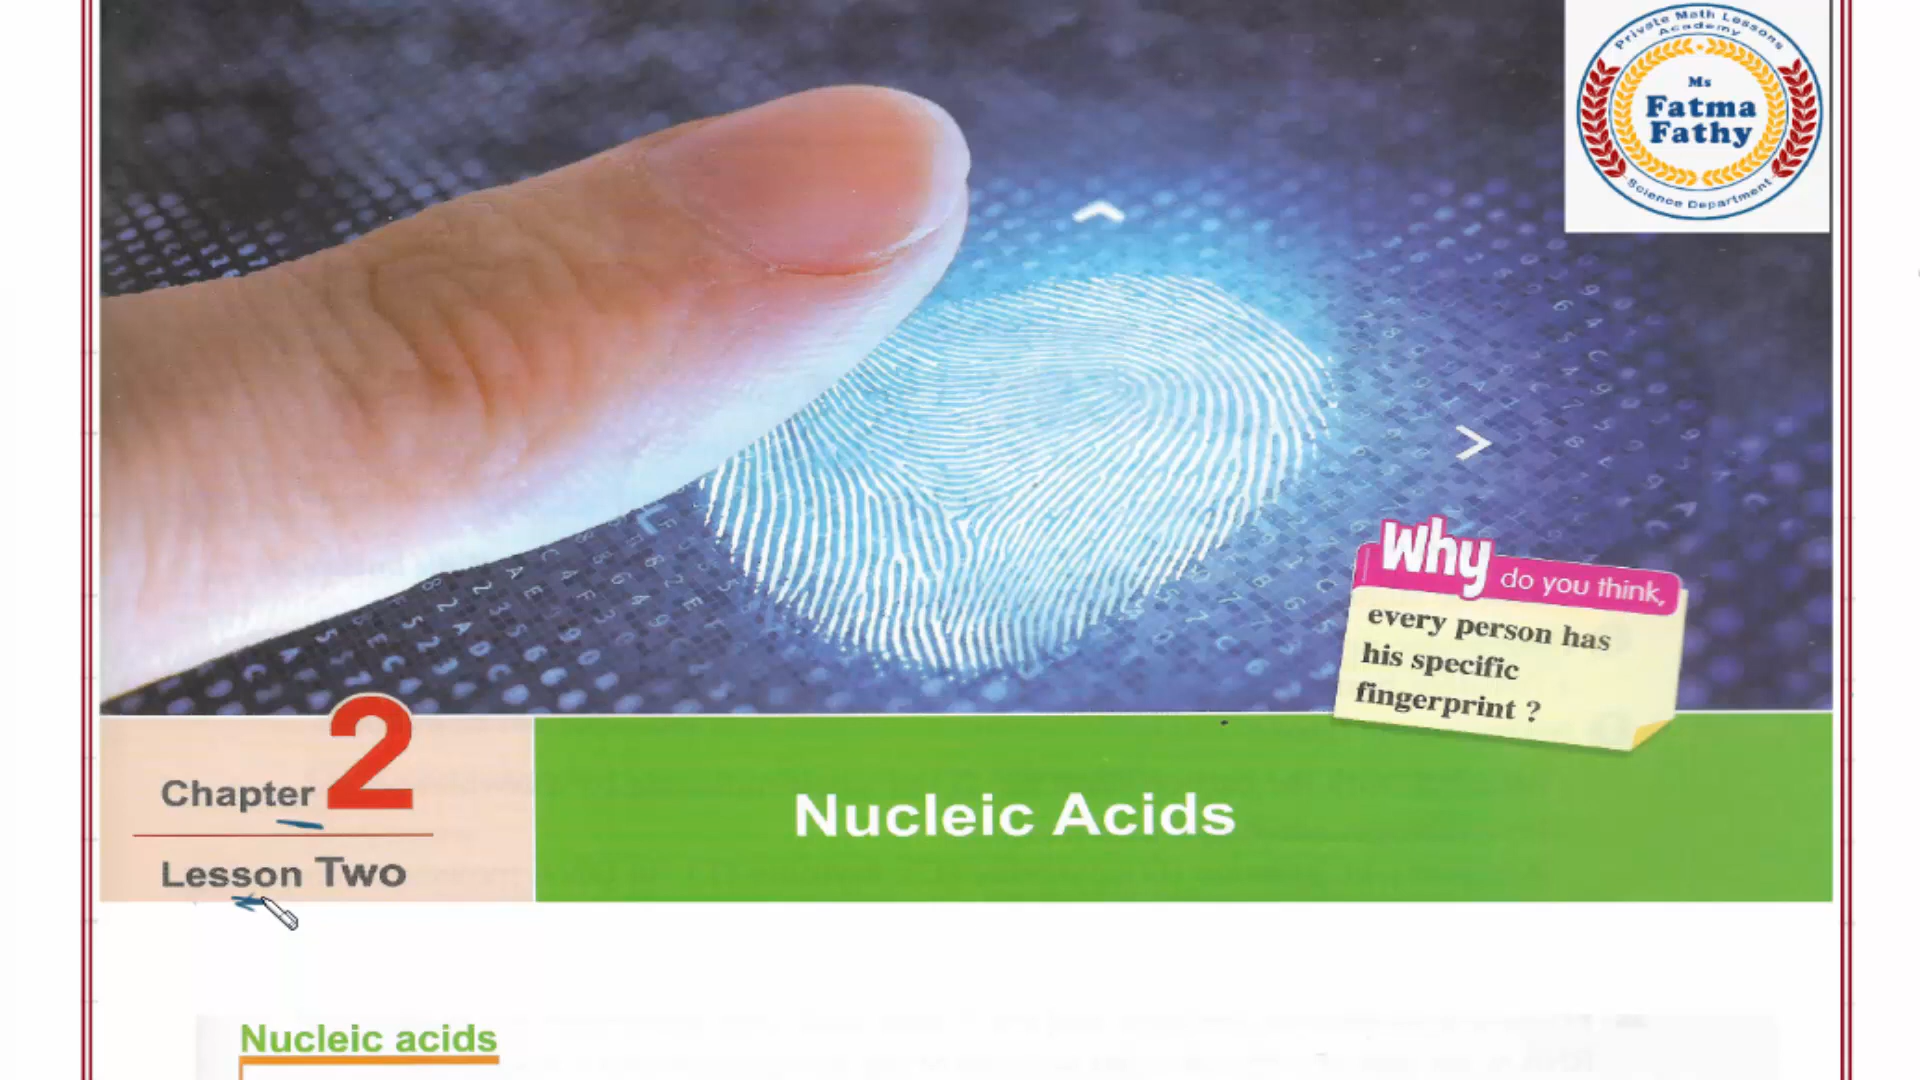 Private Math Lessons
Academy
Ms
Fatma
Fathy
Science Department
Why do you think,
every person has
his specific
fingerprint ?
Chapter 2
Lesson Two
Nucleic Acids
Nucleic acids